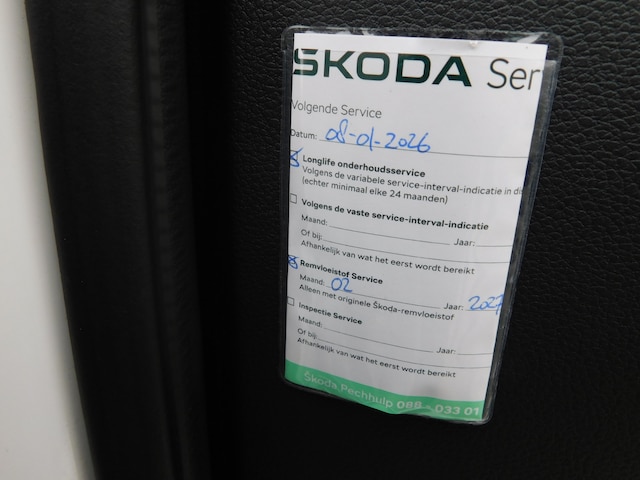 ŠKODA Ser
Volgende Service
Datum: 08-01-2026
Longlife onderhoudsservice
Volgens de variabele service-interval-indicatie in dit
(echter minimaal elke 24 maanden)
Volgens de vaste service-interval-indicatie
Maand: Jaar:
Of bij:
Afhankelijk van wat het eerst wordt bereikt
Remvloeistof Service
Maand: 02 Jaar: 2027
Alleen met originele Škoda-remvloeistof
Inspectie Service
Maand: Jaar:
Of bij:
Afhankelijk van wat het eerst wordt bereikt
Škoda Pechhulp 088 - 033 01